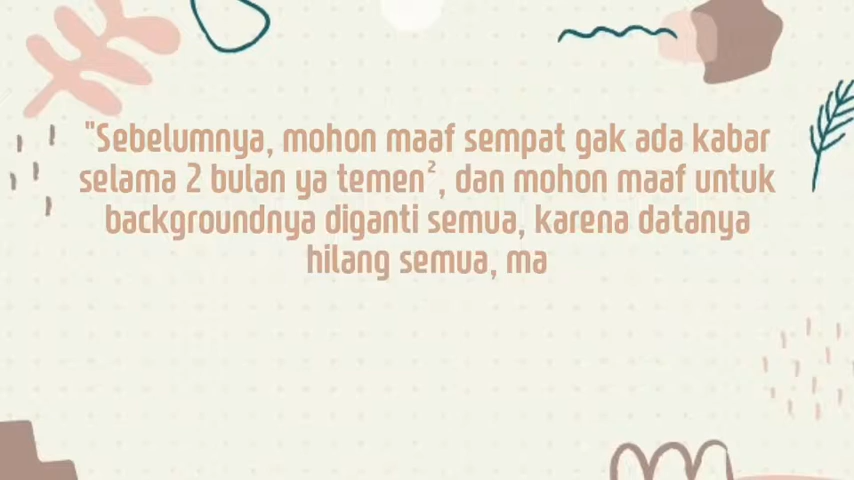 "Sebelumnya, mohon maaf sempat gak ada kabar
selama 2 bulan ya temen², dan mohon maaf untuk
backgroundnya diganti semua, karena datanya
hilang semua, ma